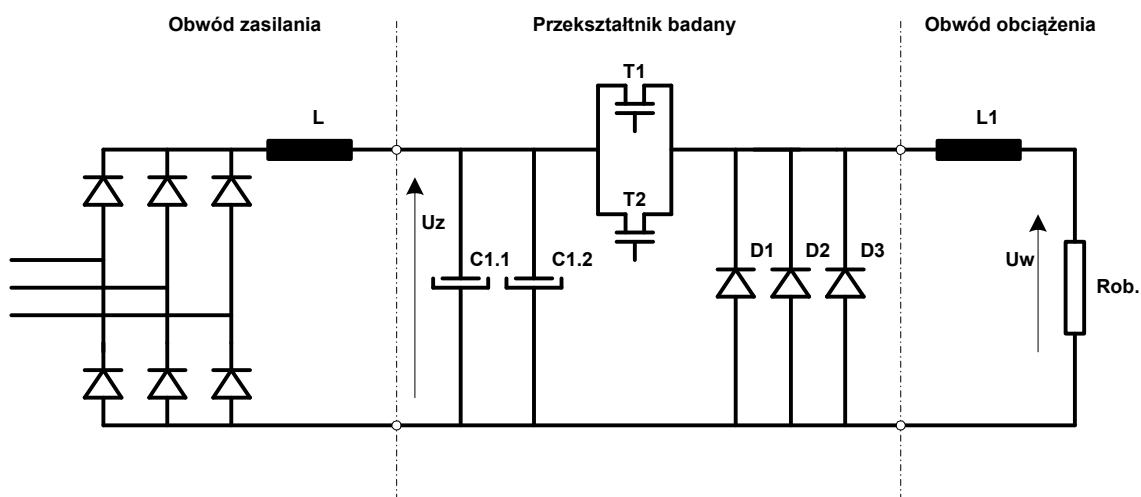 Obwód zasilania
Przekształtnik badany
Obwód obciążenia
T1
L
L1
T2
Uz
C1.1
C1.2
D1
D2
D3
Uw
Rob.